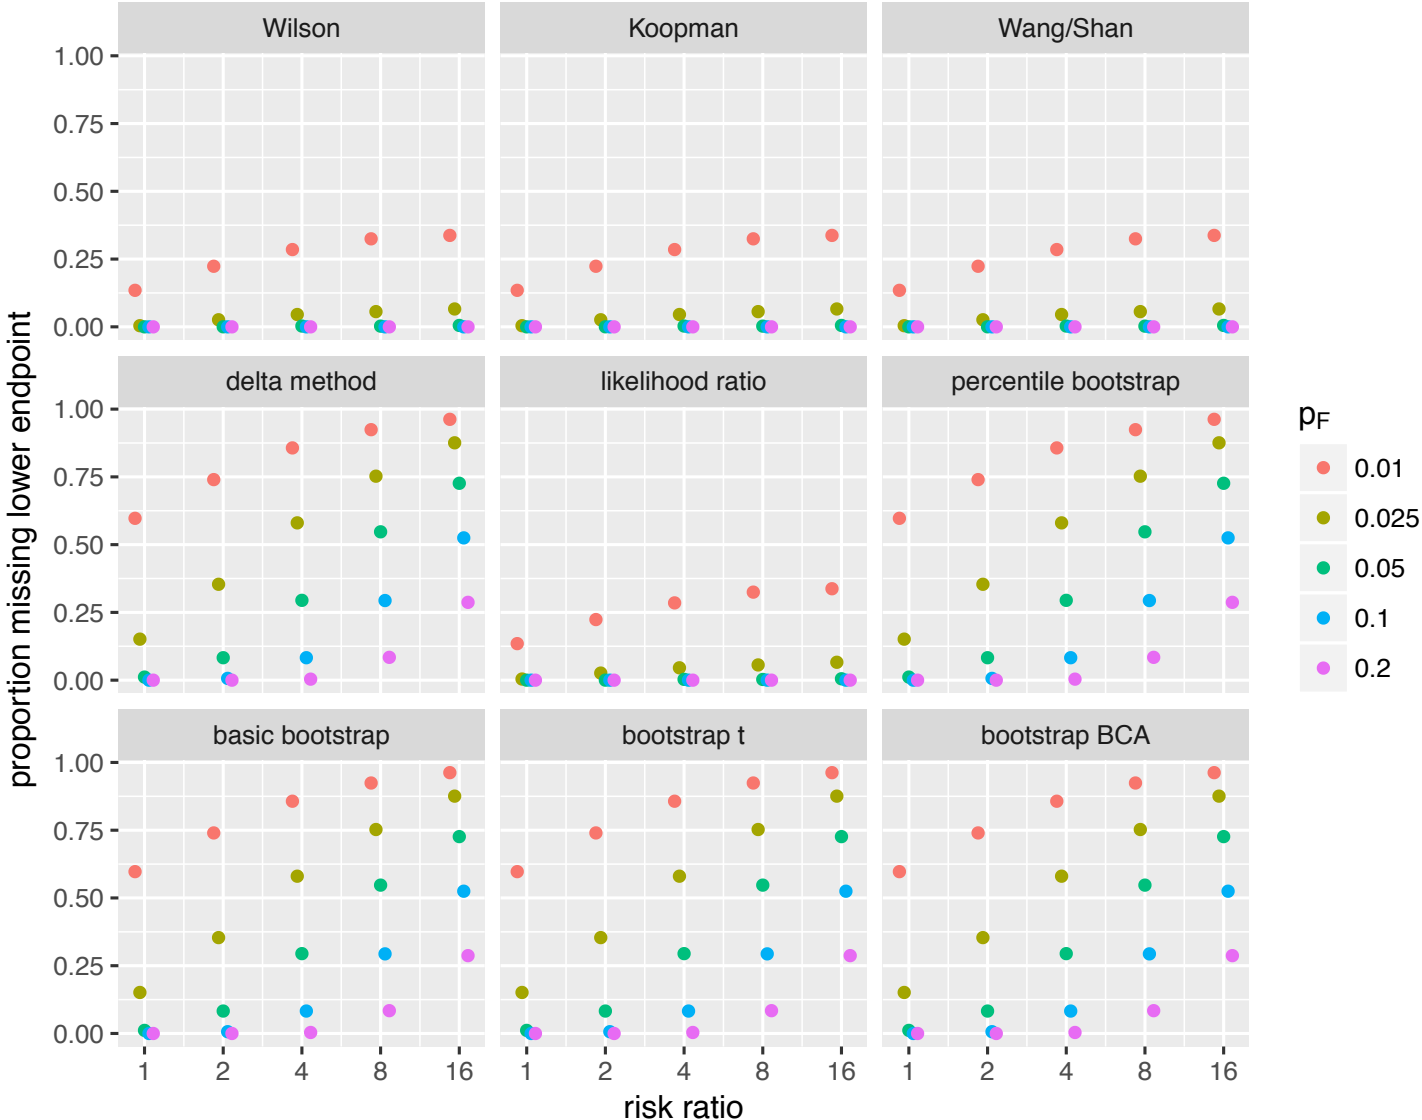 Wilson Koopman Wang/Shan
1.00
0.75
0.50
0.25
0.00
delta method likelihood ratio percentile bootstrap
1.00
0.75
0.50
0.25
0.00
basic bootstrap bootstrap t bootstrap BCA
1.00
0.75
0.50
0.25
0.00
1 2 4 8 16 1 2 4 8 16 1 2 4 8 16
risk ratio
proportion missing lower endpoint
pF
0.01
0.025
0.05
0.1
0.2